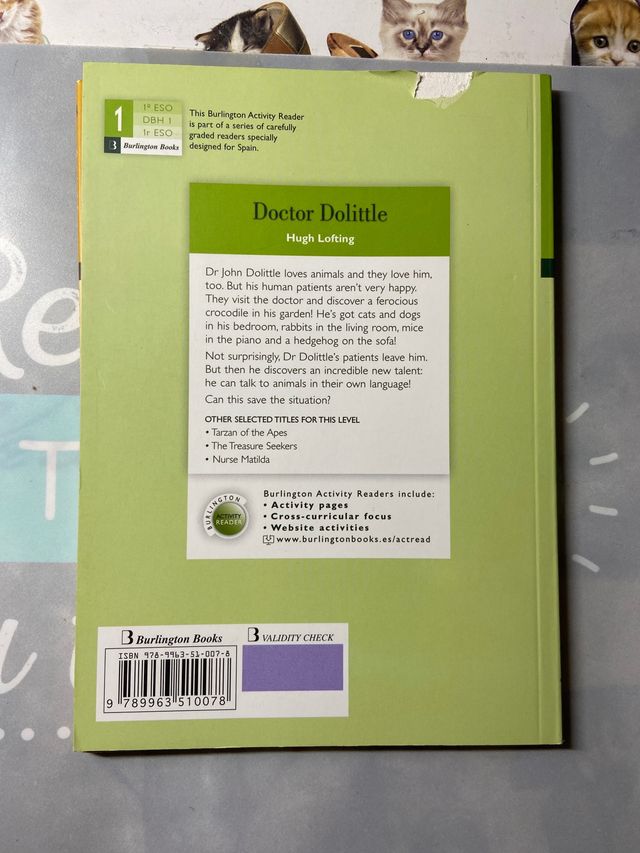 1
1º ESO
DBH 1
1r ESO
B Burlington Books
This Burlington Activity Reader
is part of a series of carefully
graded readers specially
designed for Spain.
Doctor Dolittle
Hugh Lofting
Dr John Dolittle loves animals and they love him,
too. But his human patients aren't very happy.
They visit the doctor and discover a ferocious
crocodile in his garden! He's got cats and dogs
in his bedroom, rabbits in the living room, mice
in the piano and a hedgehog on the sofa!
Not surprisingly, Dr Dolittle's patients leave him.
But then he discovers an incredible new talent:
he can talk to animals in their own language!
Can this save the situation?
OTHER SELECTED TITLES FOR THIS LEVEL
• Tarzan of the Apes
• The Treasure Seekers
• Nurse Matilda
BURLINGTON
ACTIVITY
READER
Burlington Activity Readers include:
• Activity pages
• Cross-curricular focus
• Website activities
www.burlingtonbooks.es/actread
B Burlington Books
ISBN 978-9963-51-007-8
9 789963 510078
B VALIDITY CHECK